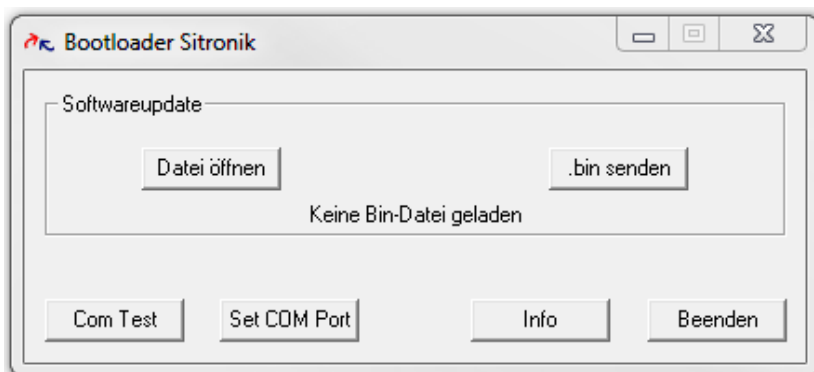 Bootloader Sitronik
Softwareupdate
Datei öffnen .bin senden
Keine Bin-Datei geladen
Com Test Set COM Port Info Beenden